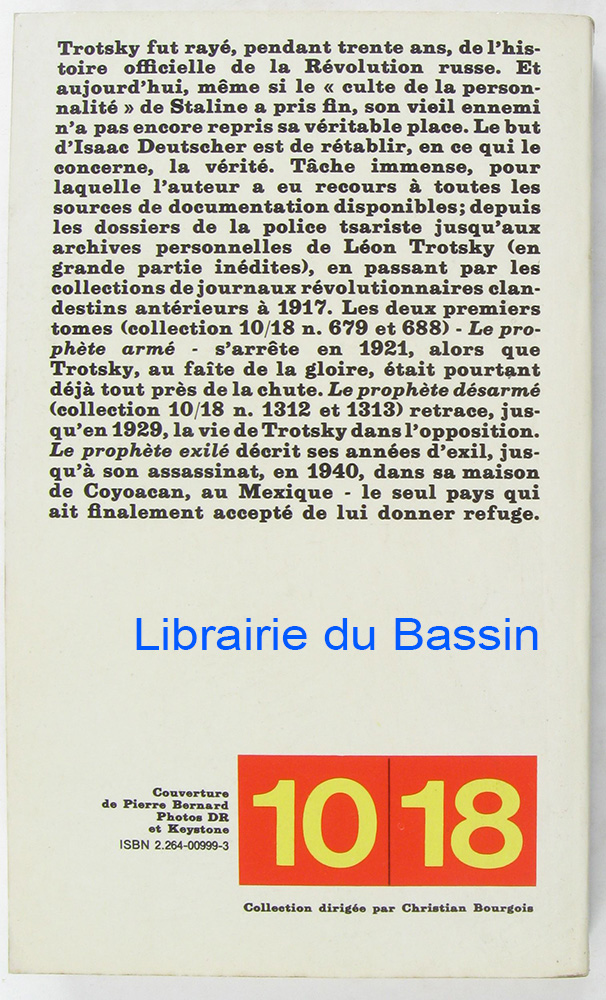 Trotsky fut rayé, pendant trente ans, de l'his-
toire officielle de la Révolution russe. Et
aujourd'hui, même si le « culte de la person-
nalité » de Staline a pris fin, son vieil ennemi
n'a pas encore repris sa véritable place. Le but
d'Isaac Deutscher est de rétablir, en ce qui le
concerne, la vérité. Tâche immense, pour
laquelle l'auteur a eu recours à toutes les
sources de documentation disponibles; depuis
les dossiers de la police tsariste jusqu'aux
archives personnelles de Léon Trotsky (en
grande partie inédites), en passant par les
collections de journaux révolutionnaires clan-
destins antérieurs à 1917. Les deux premiers
tomes (collection 10/18 n. 679 et 688) - Le pro-
phète armé - s'arrête en 1921, alors que
Trotsky, au faîte de la gloire, était pourtant
déjà tout près de la chute. Le prophète désarmé
(collection 10/18 n. 1312 et 1313) retrace, jus-
qu'en 1929, la vie de Trotsky dans l'opposition.
Le prophète exilé décrit ses années d'exil, jus-
qu'à son assassinat, en 1940, dans sa maison
de Coyoacan, au Mexique - le seul pays qui
ait finalement accepté de lui donner refuge.
Librairie du Bassin
Couverture
de Pierre Bernard
Photos DR
et Keystone
ISBN 2.264-00999-3
10 18
Collection dirigée par Christian Bourgois